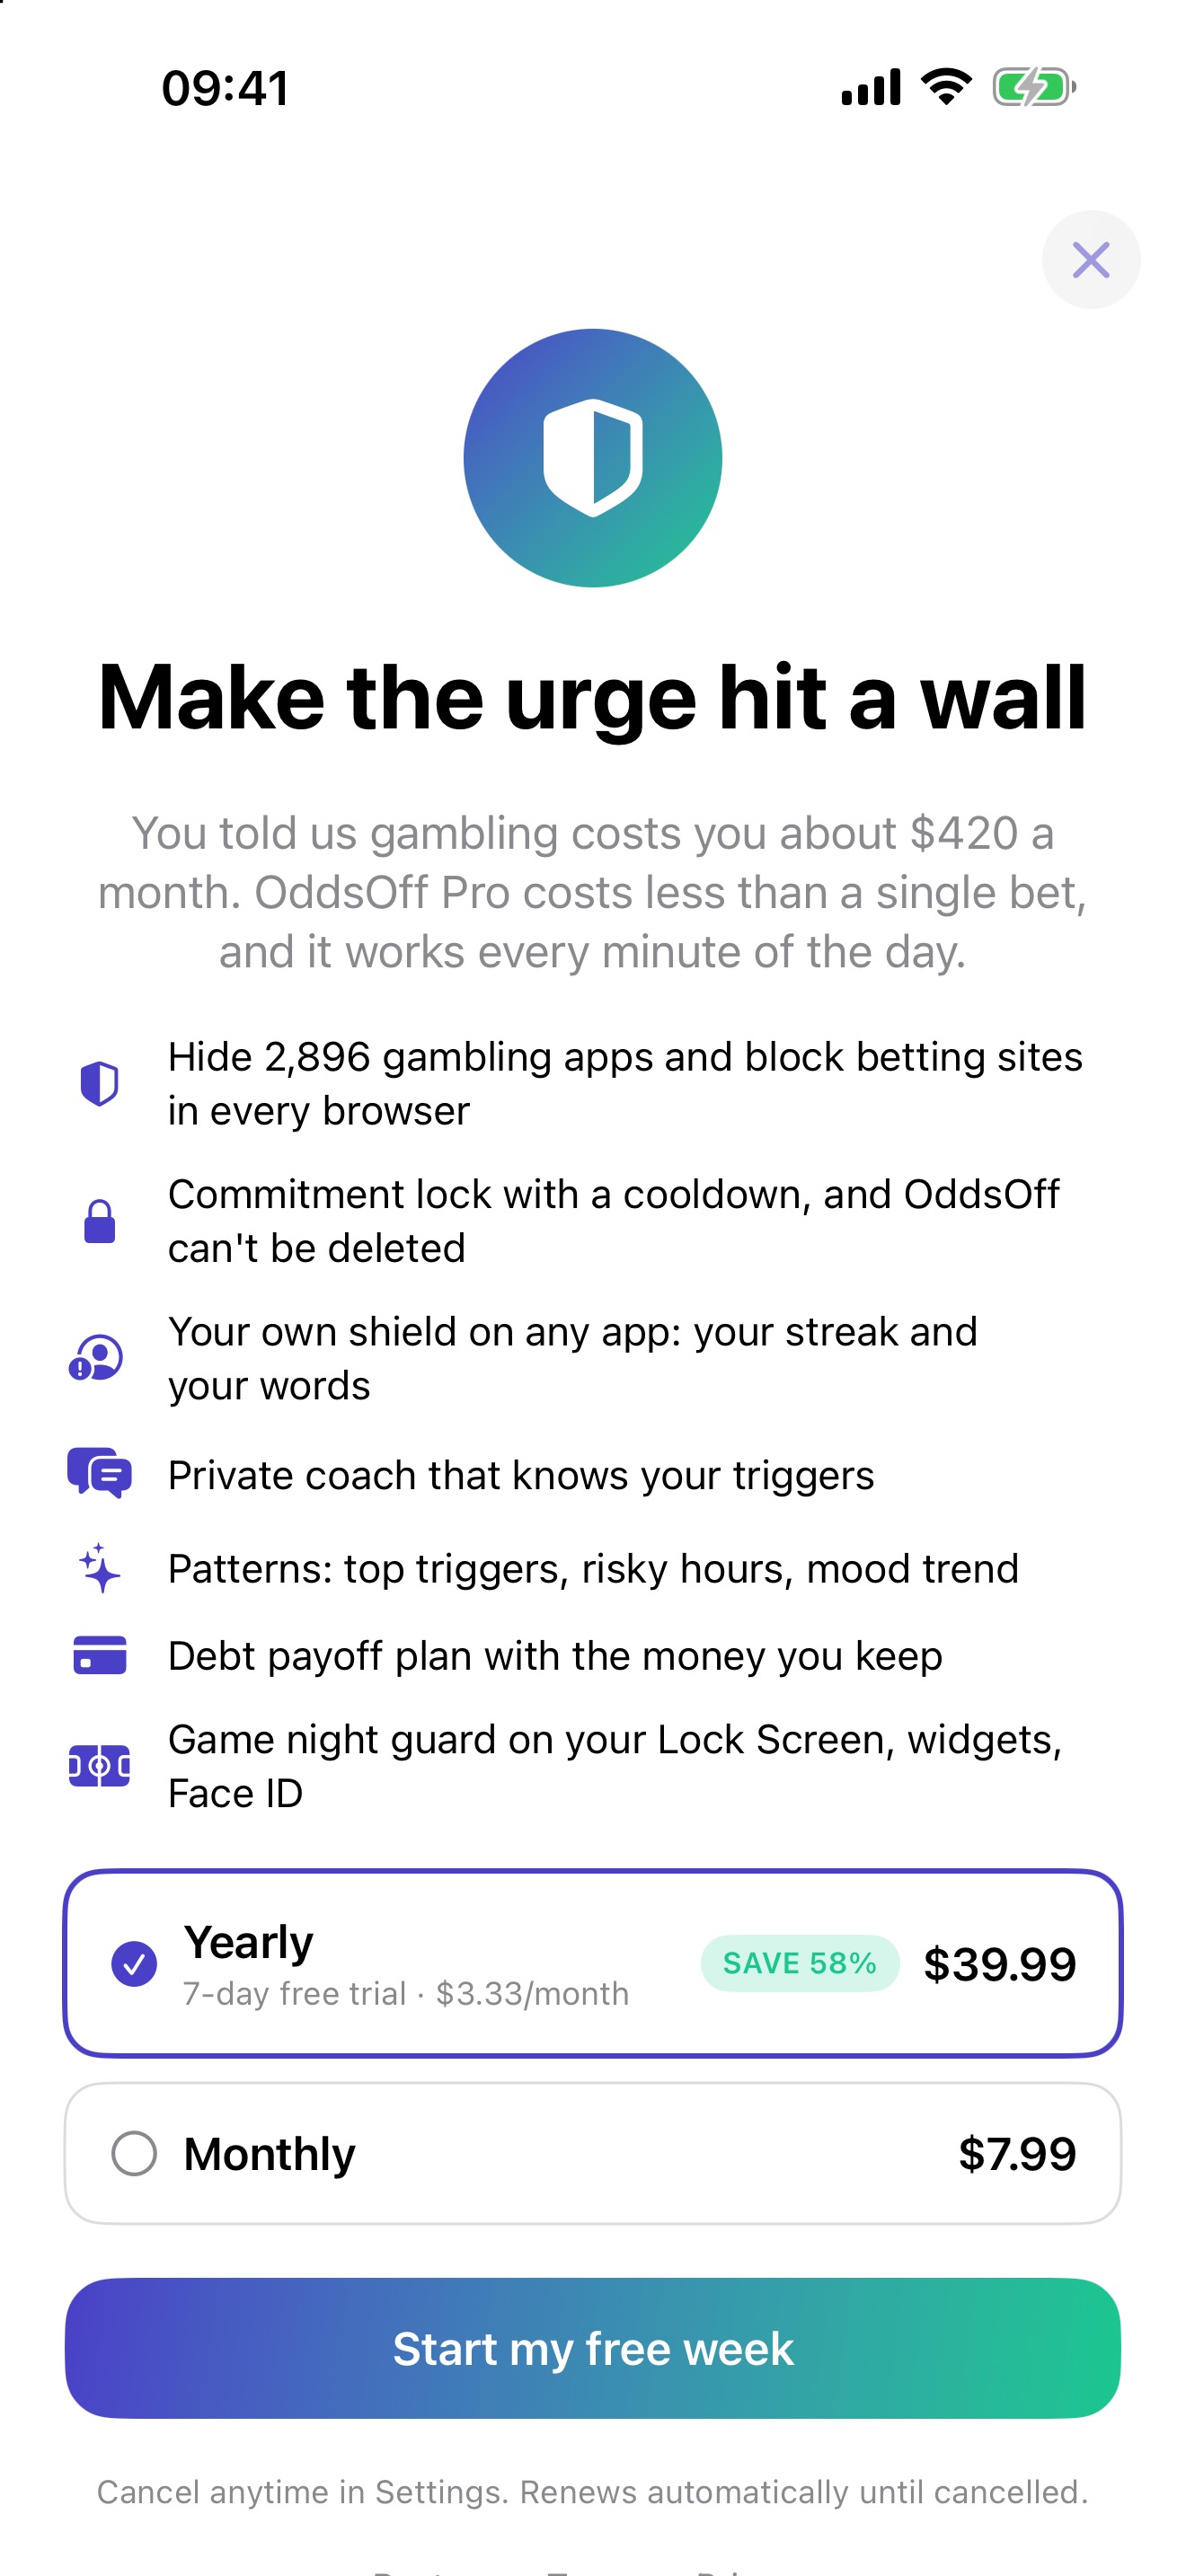 09:41
Make the urge hit a wall
You told us gambling costs you about $420 a
month. OddsOff Pro costs less than a single bet,
and it works every minute of the day.
Hide 2,896 gambling apps and block betting sites
in every browser
Commitment lock with a cooldown, and OddsOff
can't be deleted
Your own shield on any app: your streak and
your words
Private coach that knows your triggers
Patterns: top triggers, risky hours, mood trend
Debt payoff plan with the money you keep
Game night guard on your Lock Screen, widgets,
Face ID
Yearly
7-day free trial · $3.33/month
SAVE 58%
$39.99
Monthly
$7.99
Start my free week
Cancel anytime in Settings. Renews automatically until cancelled.